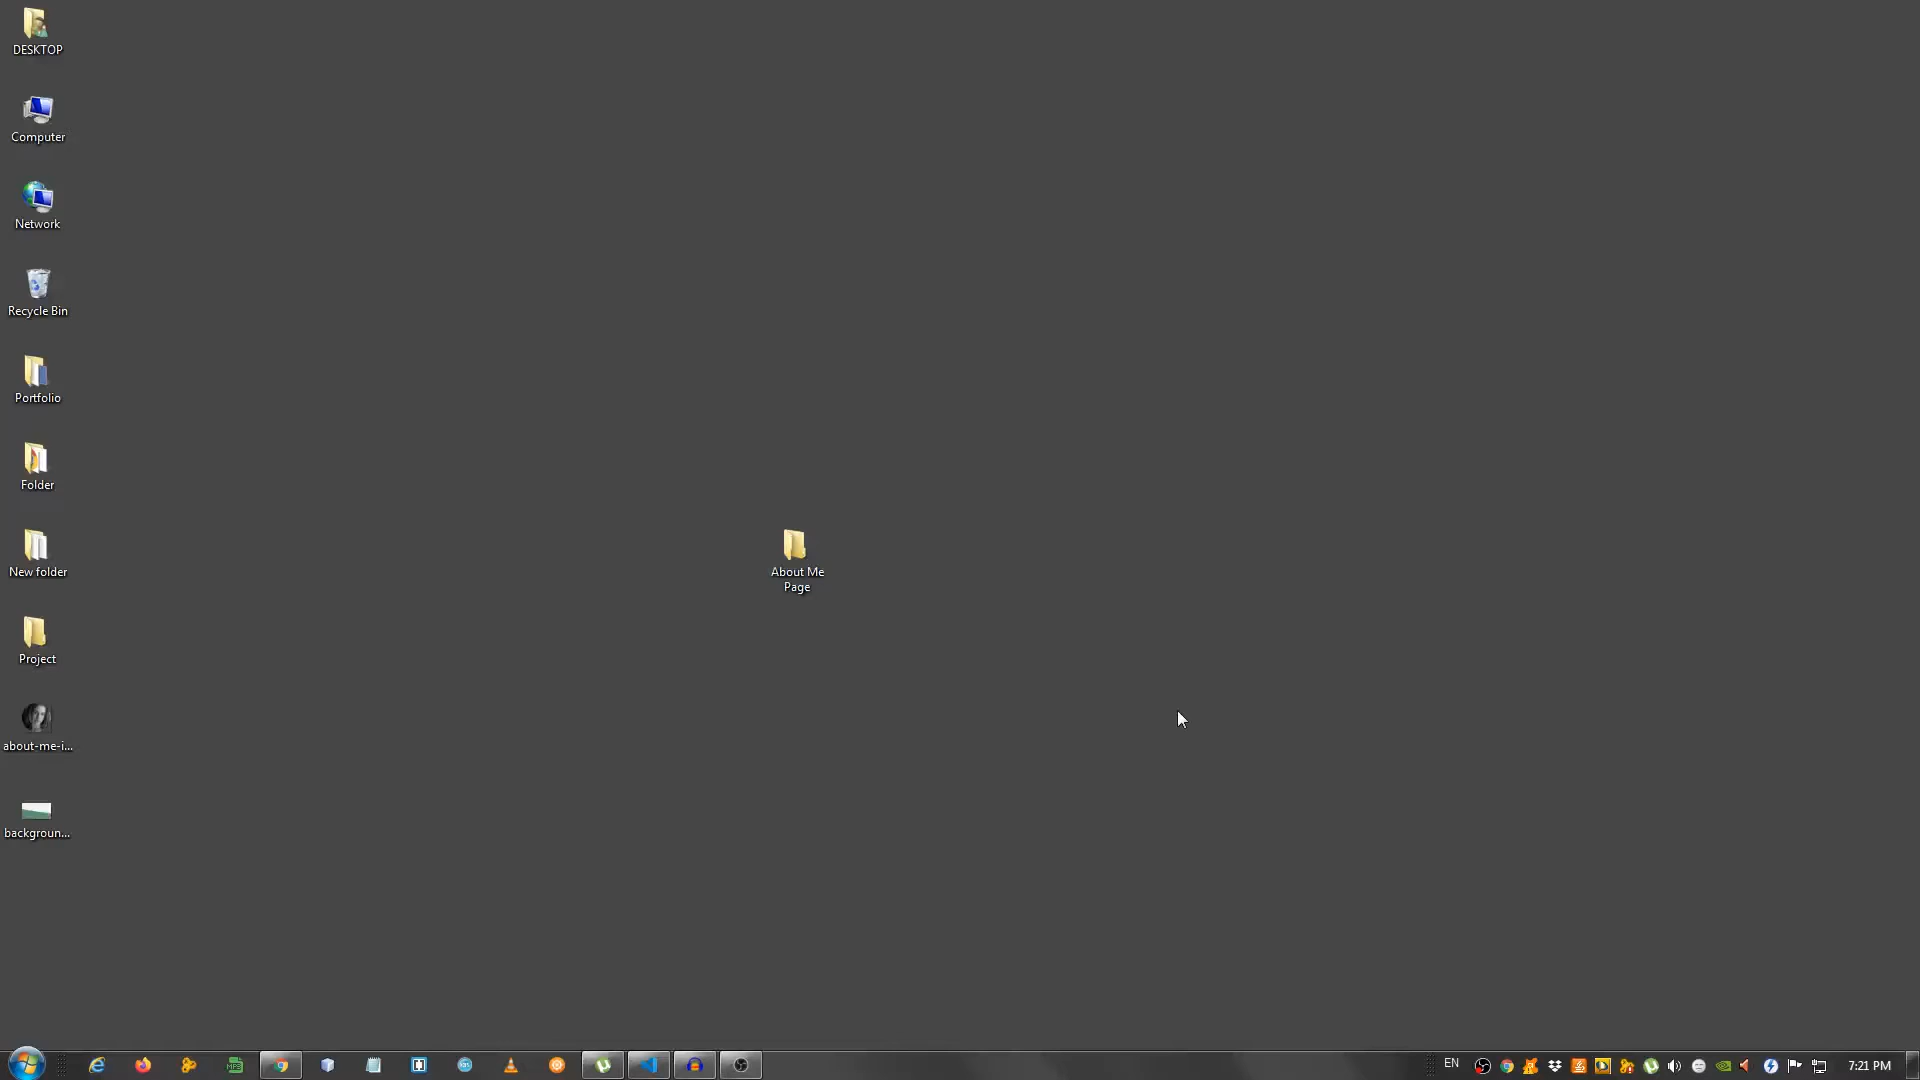 DESKTOP
Computer
Network
Recycle Bin
Portfolio
Folder
New folder
About Me
Page
Project
about-me-i...
backgroun...
EN
7:21 PM